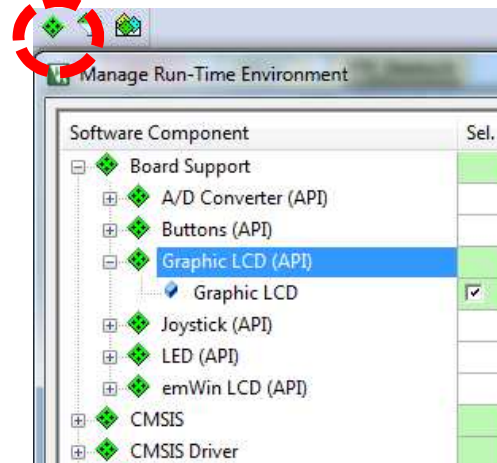 Manage Run-Time Environment
Software Component Sel.
Board Support
A/D Converter (API)
Buttons (API)
Graphic LCD (API)
Graphic LCD
Joystick (API)
LED (API)
emWin LCD (API)
CMSIS
CMSIS Driver